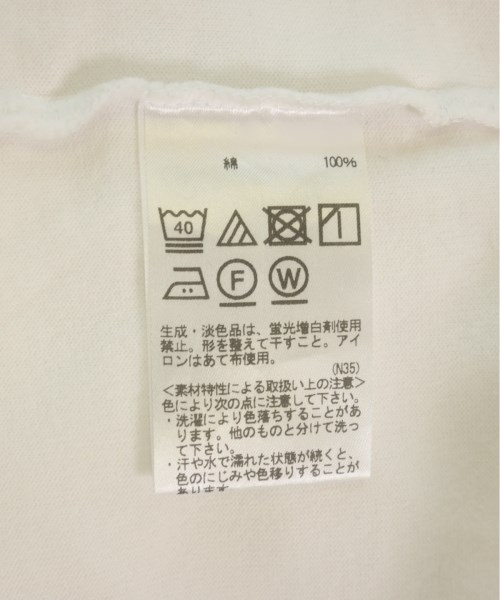 綿 100%
40
F W
生成・淡色品は、蛍光増白剤使用
禁止。形を整えて干すこと。アイ
ロンはあて布使用。
(N35)
＜素材特性による取扱い上の注意＞
色により次の点に注意して下さい。
・洗濯により色落ちすることがあ
ります。他のものと分けて洗っ
て下さい。
・汗や水で濡れた状態が続くと、
色のにじみや色移りすることが
あります